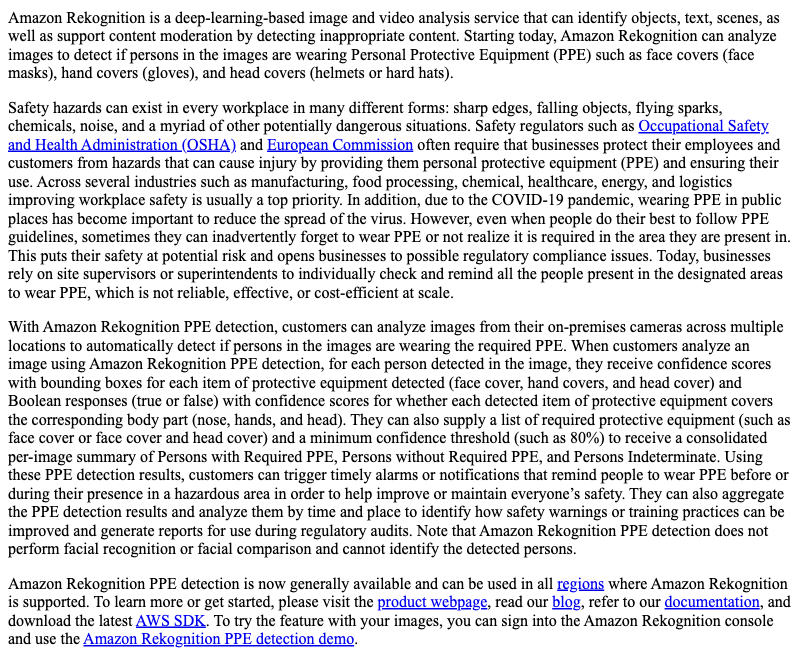 Amazon Rekognition is a deep-learning-based image and video analysis service that can identify objects, text, scenes, as
well as support content moderation by detecting inappropriate content. Starting today, Amazon Rekognition can analyze
images to detect if persons in the images are wearing Personal Protective Equipment (PPE) such as face covers (face
masks), hand covers (gloves), and head covers (helmets or hard hats).
Safety hazards can exist in every workplace in many different forms: sharp edges, falling objects, flying sparks,
chemicals, noise, and a myriad of other potentially dangerous situations. Safety regulators such as Occupational Safety
and Health Administration (OSHA) and European Commission often require that businesses protect their employees and
customers from hazards that can cause injury by providing them personal protective equipment (PPE) and ensuring their
use. Across several industries such as manufacturing, food processing, chemical, healthcare, energy, and logistics
improving workplace safety is usually a top priority. In addition, due to the COVID-19 pandemic, wearing PPE in public
places has become important to reduce the spread of the virus. However, even when people do their best to follow PPE
guidelines, sometimes they can inadvertently forget to wear PPE or not realize it is required in the area they are present in.
This puts their safety at potential risk and opens businesses to possible regulatory compliance issues. Today, businesses
rely on site supervisors or superintendents to individually check and remind all the people present in the designated areas
to wear PPE, which is not reliable, effective, or cost-efficient at scale.
With Amazon Rekognition PPE detection, customers can analyze images from their on-premises cameras across multiple
locations to automatically detect if persons in the images are wearing the required PPE. When customers analyze an
image using Amazon Rekognition PPE detection, for each person detected in the image, they receive confidence scores
with bounding boxes for each item of protective equipment detected (face cover, hand covers, and head cover) and
Boolean responses (true or false) with confidence scores for whether each detected item of protective equipment covers
the corresponding body part (nose, hands, and head). They can also supply a list of required protective equipment (such as
face cover or face cover and head cover) and a minimum confidence threshold (such as 80%) to receive a consolidated
per-image summary of Persons with Required PPE, Persons without Required PPE, and Persons Indeterminate. Using
these PPE detection results, customers can trigger timely alarms or notifications that remind people to wear PPE before or
during their presence in a hazardous area in order to help improve or maintain everyone’s safety. They can also aggregate
the PPE detection results and analyze them by time and place to identify how safety warnings or training practices can be
improved and generate reports for use during regulatory audits. Note that Amazon Rekognition PPE detection does not
perform facial recognition or facial comparison and cannot identify the detected persons.
Amazon Rekognition PPE detection is now generally available and can be used in all regions where Amazon Rekognition
is supported. To learn more or get started, please visit the product webpage, read our blog, refer to our documentation, and
download the latest AWS SDK. To try the feature with your images, you can sign into the Amazon Rekognition console
and use the Amazon Rekognition PPE detection demo.